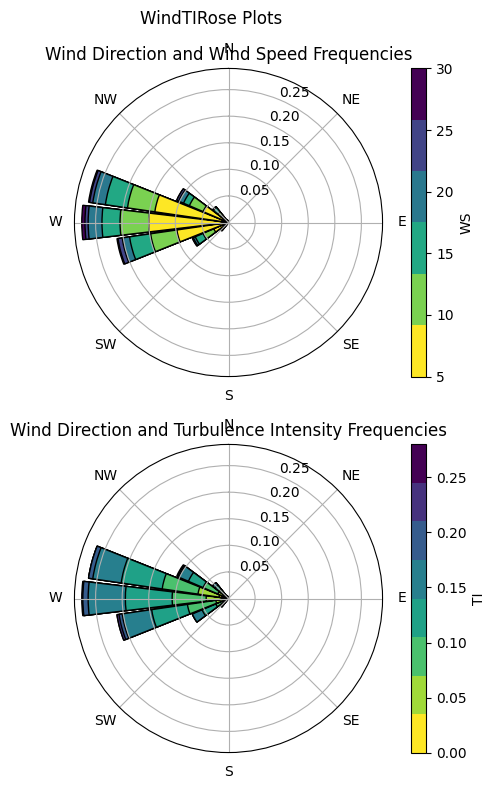 WindTIRose Plots
Wind Direction and Wind Speed Frequencies
N
NW
NE
W
E
SW
SE
S
0.25
0.20
0.15
0.10
0.05
30
25
20
15
10
5
WS
Wind Direction and Turbulence Intensity Frequencies
N
NW
NE
W
E
SW
SE
S
0.25
0.20
0.15
0.10
0.05
0.25
0.20
0.15
0.10
0.05
0.00
TI